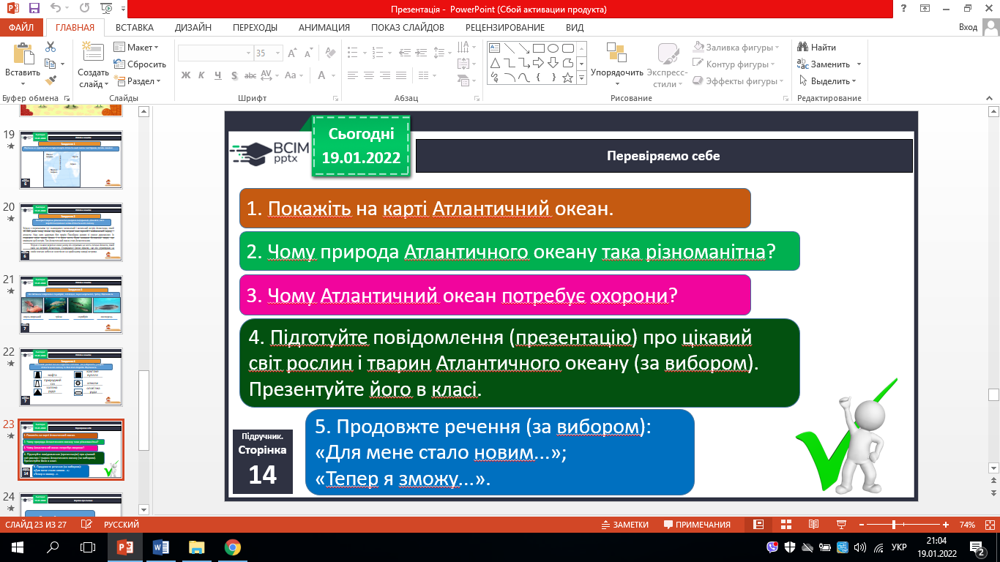 Презентація - PowerPoint (Сбой активации продукта)
ФАЙЛ ГЛАВНАЯ ВСТАВКА ДИЗАЙН ПЕРЕХОДЫ АНИМАЦИЯ ПОКАЗ СЛАЙДОВ РЕЦЕНЗИРОВАНИЕ ВИД Вход
Вставить
Создать слайд
Макет
Сбросить
Раздел
35
Ж К Ч S abc AV Aa A
Упорядочить
Экспресс-стили
Заливка фигуры
Контур фигуры
Эффекты фигуры
Найти
Заменить
Выделить
Буфер обмена Слайды Шрифт Абзац Рисование Редактирование
19
20
21
22
23
24
Сьогодні
19.01.2022
BCIM
pptx
Перевіряємо себе
1. Покажіть на карті Атлантичний океан.
2. Чому природа Атлантичного океану така різноманітна?
3. Чому Атлантичний океан потребує охорони?
4. Підготуйте повідомлення (презентацію) про цікавий
світ рослин і тварин Атлантичного океану (за вибором).
Презентуйте його в класі.
5. Продовжте речення (за вибором):
«Для мене стало новим...»;
«Тепер я зможу...».
Підручник.
Сторінка
14
СЛАЙД 23 ИЗ 27 РУССКИЙ ЗАМЕТКИ ПРИМЕЧАНИЯ 74%
УКР
21:04
19.01.2022
2